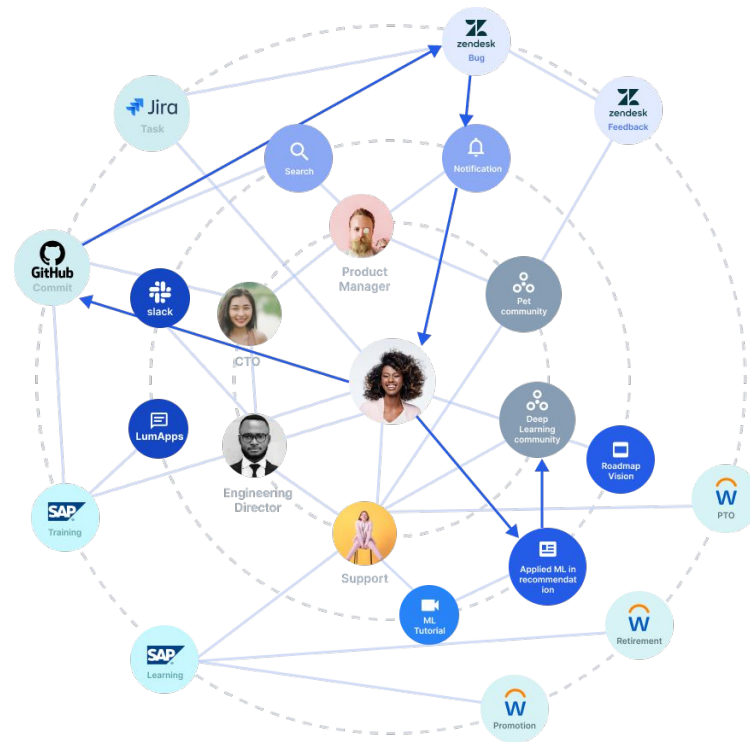 zendesk
Bug
zendesk
Feedback
Jira
Task
Search
Notification
Product
Manager
GitHub
Commit
slack
Pet
community
CTO
LumApps
Deep
Learning
community
Roadmap
Vision
Engineering
Director
SAP
Training
W
PTO
Support
Applied ML in
recommendat
ion
ML
Tutorial
W
Retirement
SAP
Learning
W
Promotion